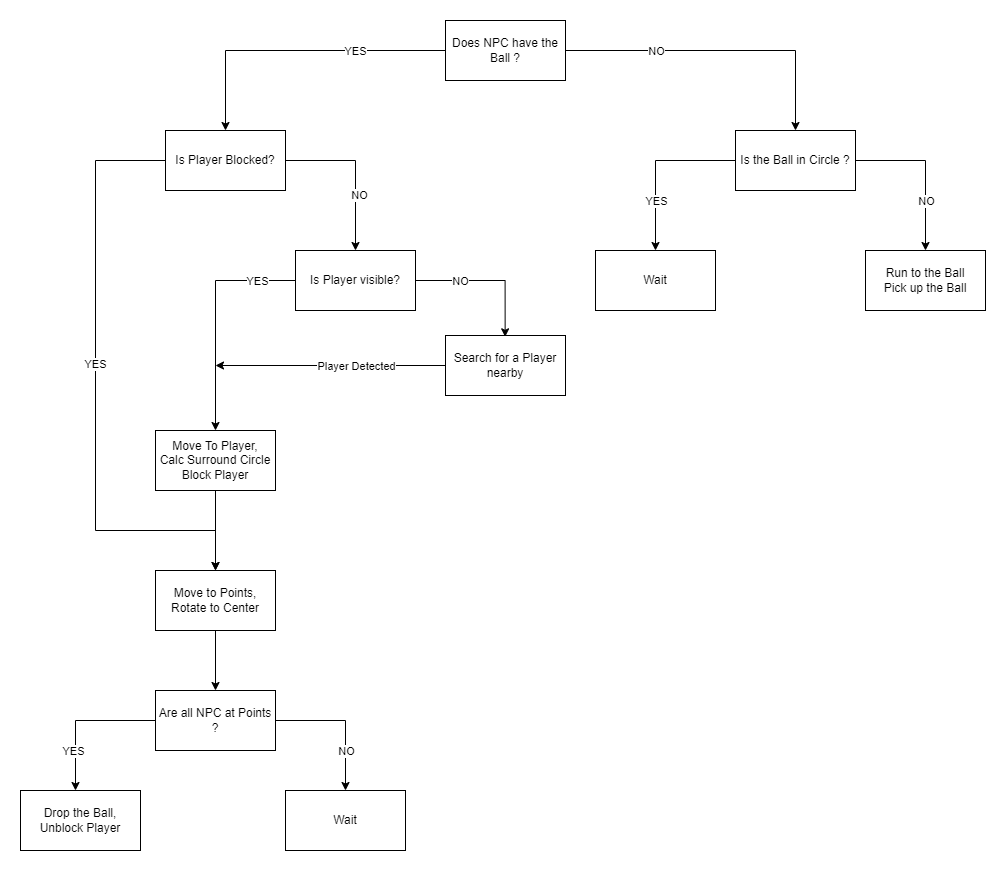 Does NPC have the
Ball ?
YES
NO
Is Player Blocked?
Is the Ball in Circle ?
NO
YES
NO
Is Player visible?
YES
NO
Wait
Run to the Ball
Pick up the Ball
YES
Player Detected
Search for a Player
nearby
Move To Player,
Calc Surround Circle
Block Player
Move to Points,
Rotate to Center
Are all NPC at Points
?
YES
NO
Drop the Ball,
Unblock Player
Wait